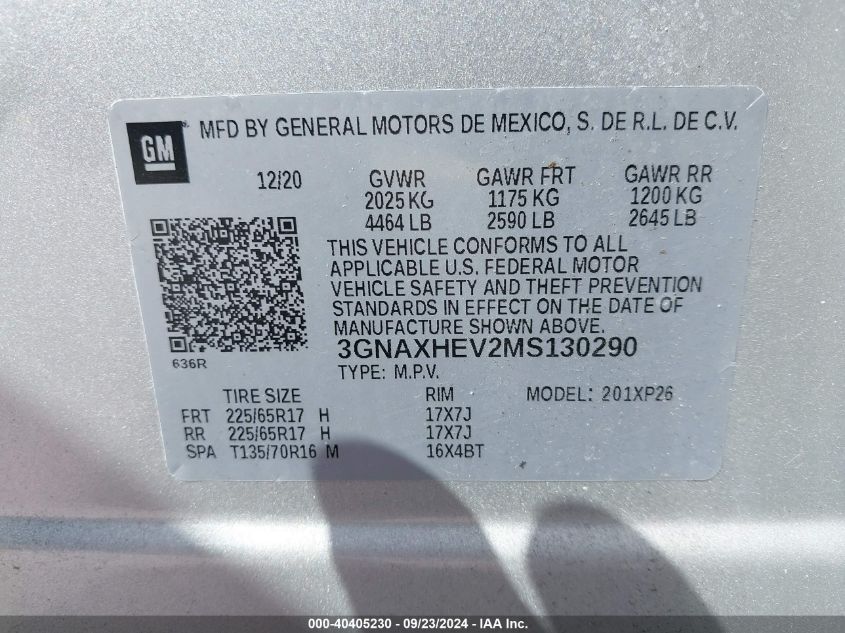 GM
MFD BY GENERAL MOTORS DE MEXICO, S. DE R.L. DE C.V.
12/20 GVWR GAWR FRT GAWR RR
2025 KG 1175 KG 1200 KG
4464 LB 2590 LB 2645 LB
THIS VEHICLE CONFORMS TO ALL
APPLICABLE U.S. FEDERAL MOTOR
VEHICLE SAFETY AND THEFT PREVENTION
STANDARDS IN EFFECT ON THE DATE OF
MANUFACTURE SHOWN ABOVE.
3GNAXHEV2MS130290
636R
TYPE: M.P.V.
TIRE SIZE RIM MODEL: 201XP26
FRT 225/65R17 H 17X7J
RR 225/65R17 H 17X7J
SPA T135/70R16 M 16X4BT
000-40405230 - 09/23/2024 - IAA Inc.